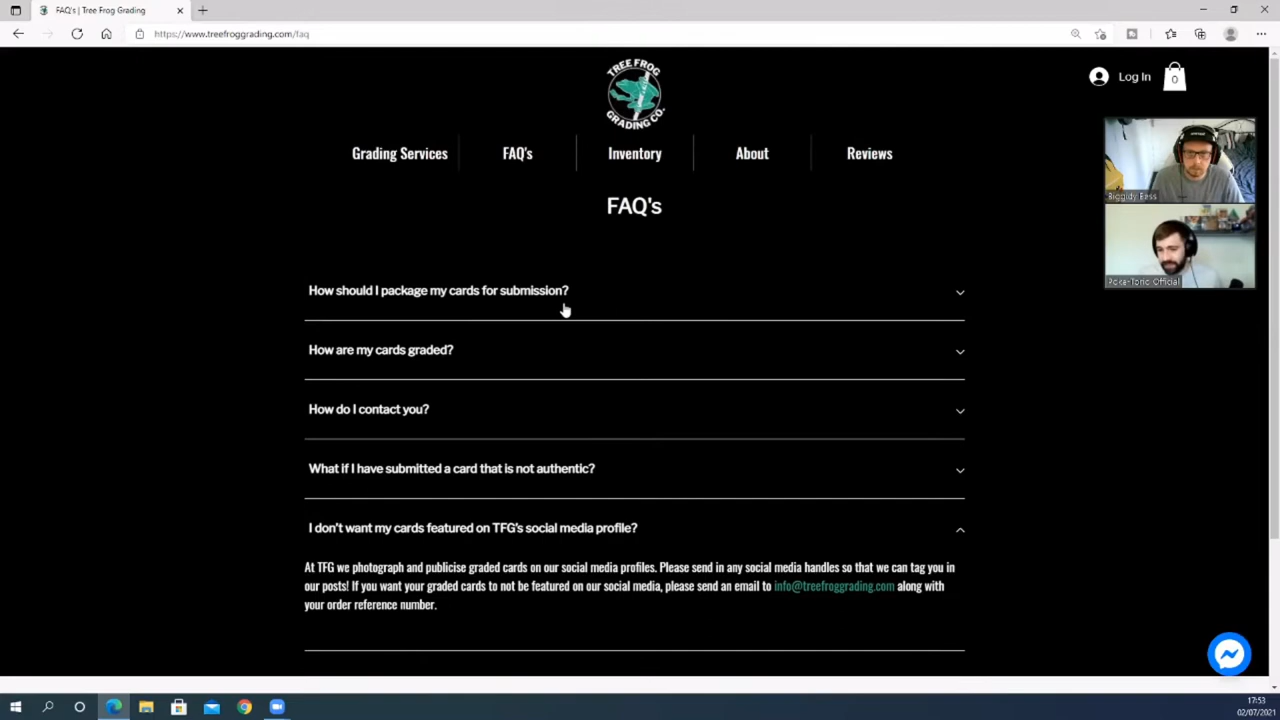 FAQ's | Tree Frog Grading
https://www.treefroggrading.com/faq
TREE FROG
GRADING CO.
Log In
0
Grading Services
FAQ's
Inventory
About
Reviews
FAQ's
How should I package my cards for submission?
How are my cards graded?
How do I contact you?
What if I have submitted a card that is not authentic?
I don't want my cards featured on TFG's social media profile?
At TFG we photograph and publicise graded cards on our social media profiles. Please send in any social media handles so that we can tag you in
our posts! If you want your graded cards to not be featured on our social media, please send an email to info@treefroggrading.com along with
your order reference number.
Official
17:53
02/07/2021